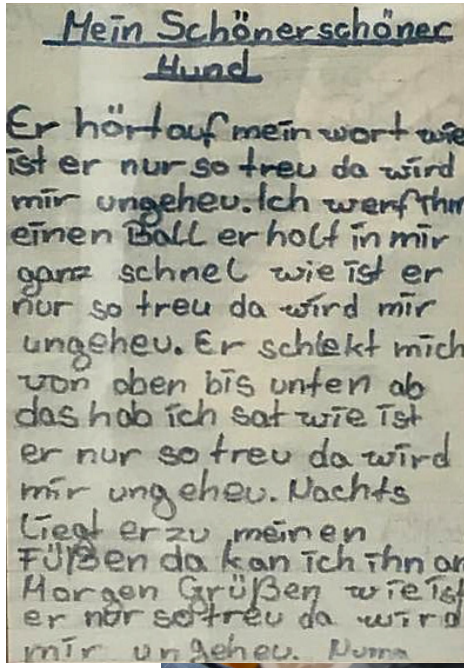 Mein Schönerschöner
Hund
Er hört auf mein wort wie
ist er nur so treu da wird
mir ungeheu. Ich werf Ihn
einen Ball er holt in mir
ganz schnel wie ist er
nur so treu da wird mir
ungeheu. Er schlekt mich
von oben bis unten ab
das hab ich sat wie ist
er nur so treu da wird
mir ungeheu. Nachts
liegt er zu meinen
Füßen da kan ich ihn am
Morgen Grüßen wie ist
er nur so treu da wird
mir ungeheu. Numa